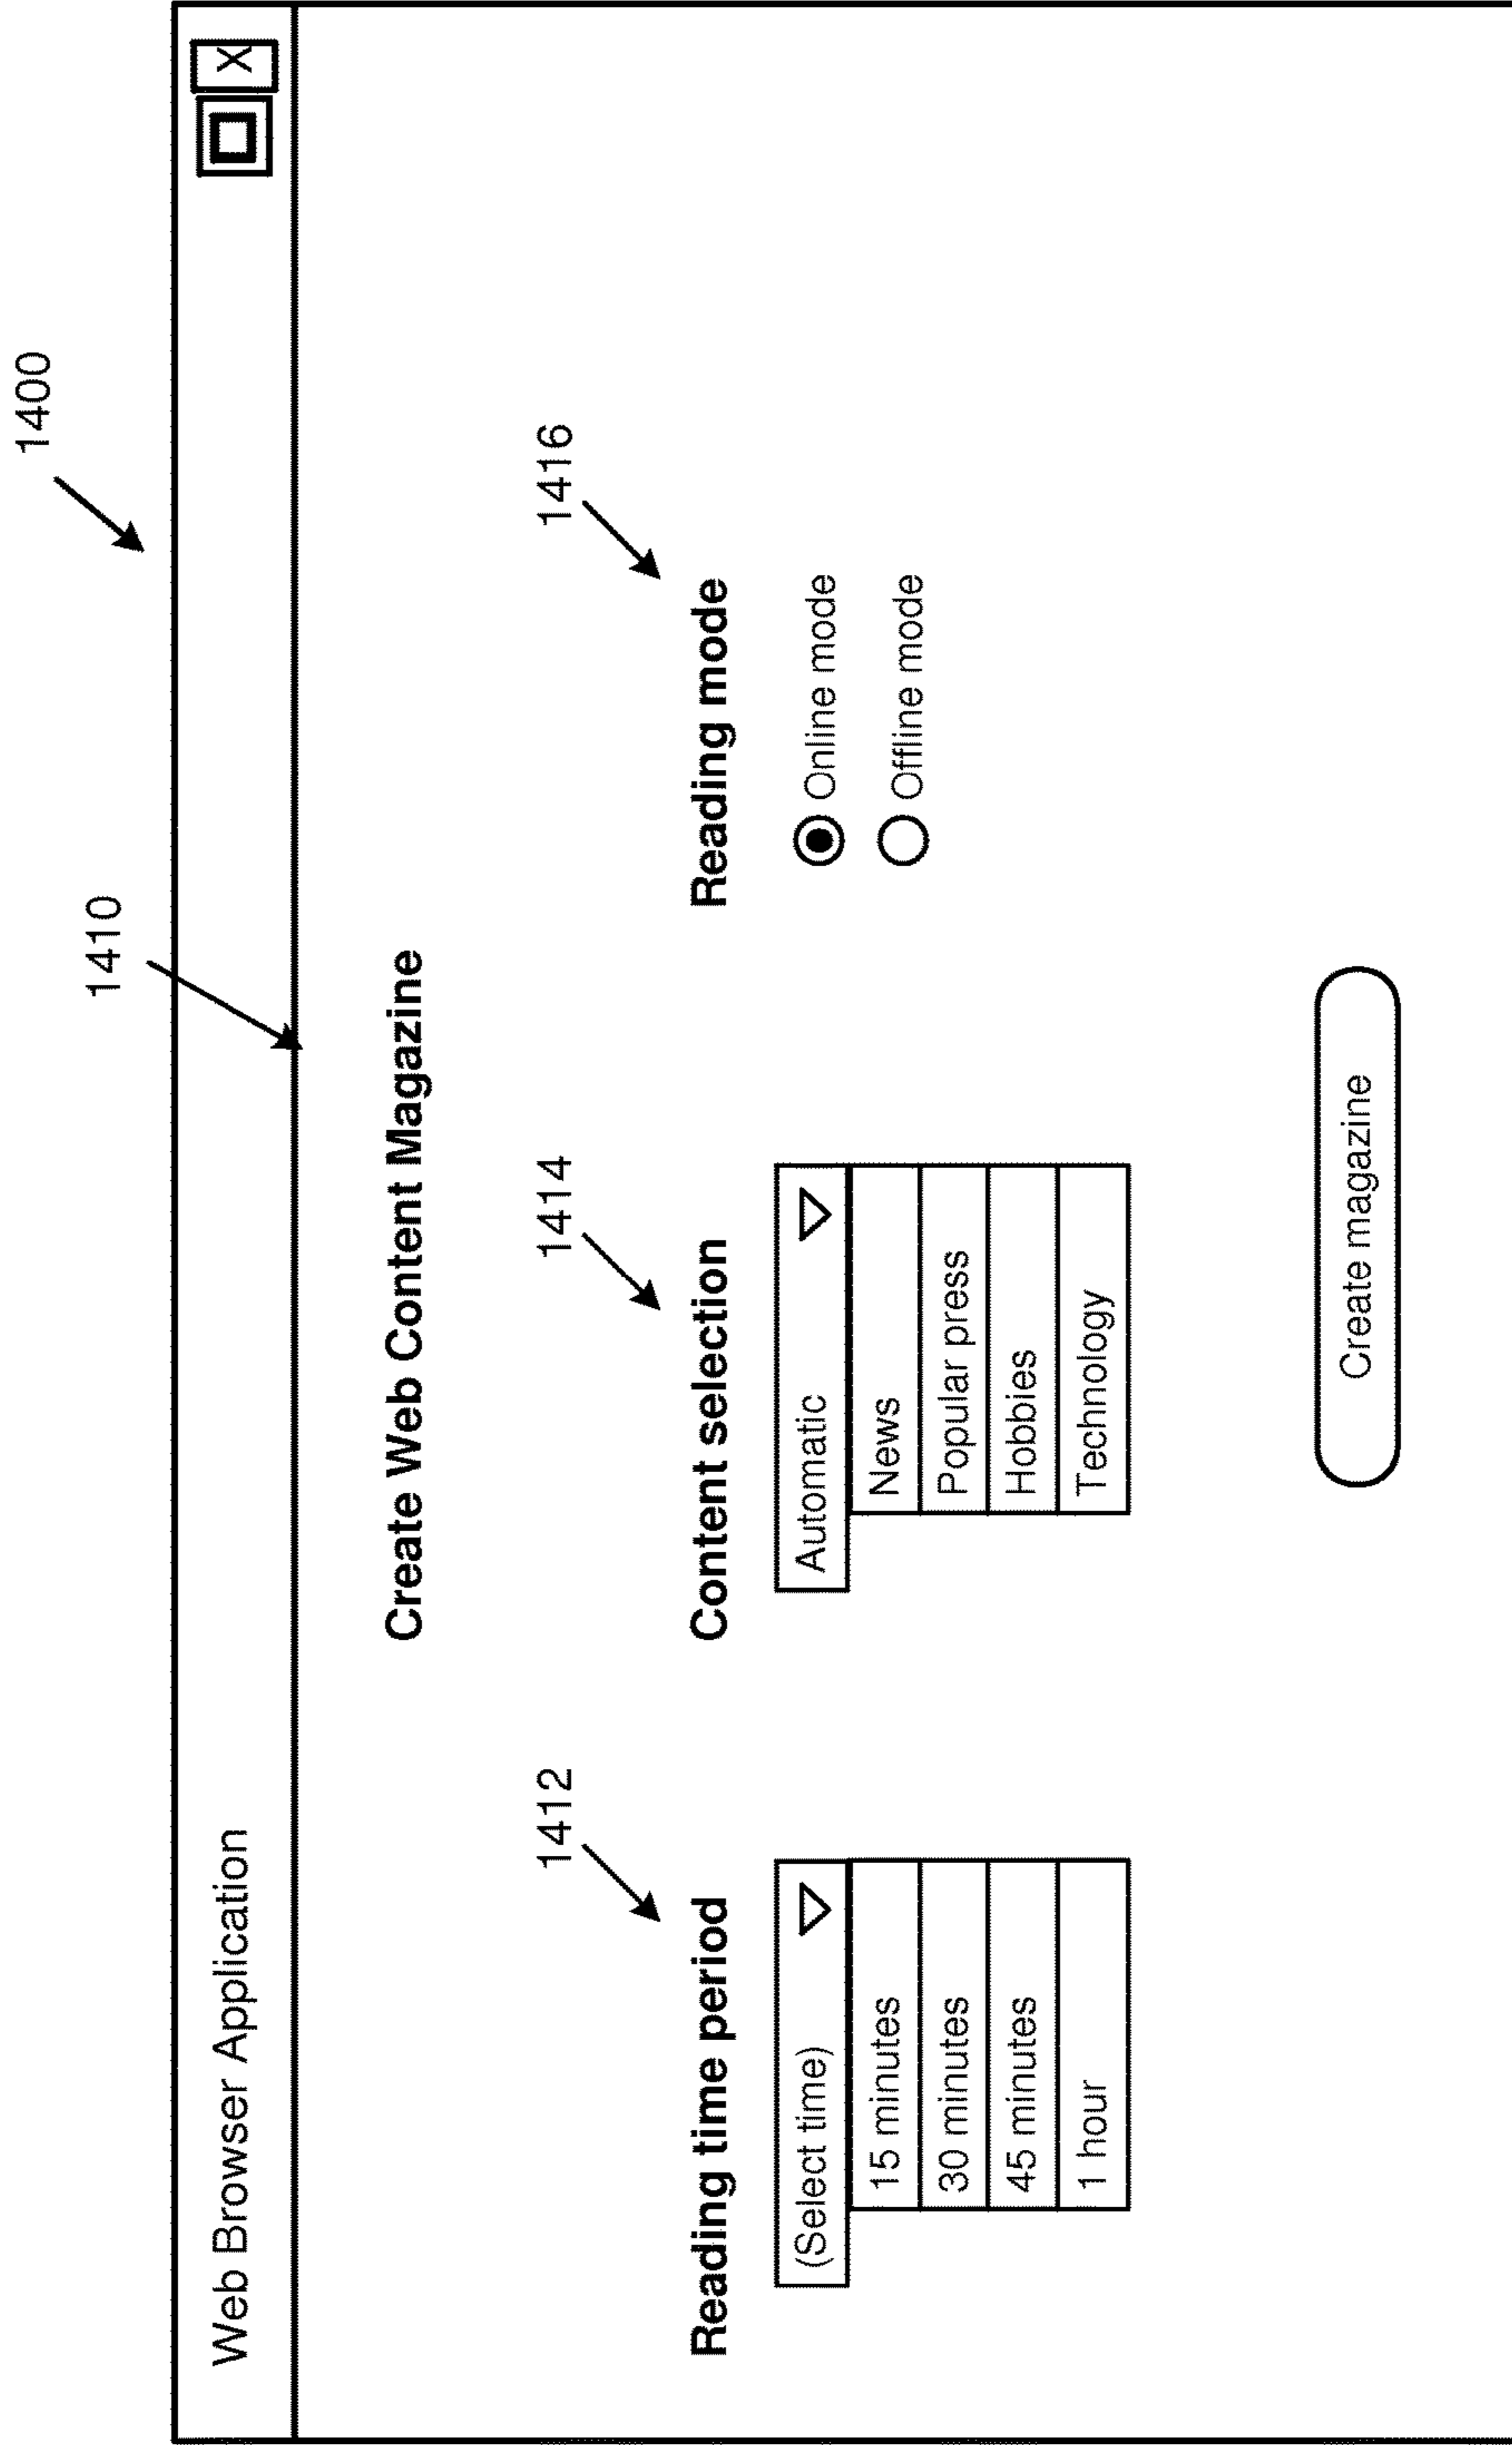 1400
1410
Web Browser Application
X
Create Web Content Magazine
1412
1414
1416
Reading time period
Content selection
Reading mode
(Select time)
15 minutes
30 minutes
45 minutes
1 hour
Automatic
News
Popular press
Hobbies
Technology
Online mode
Offline mode
Create magazine